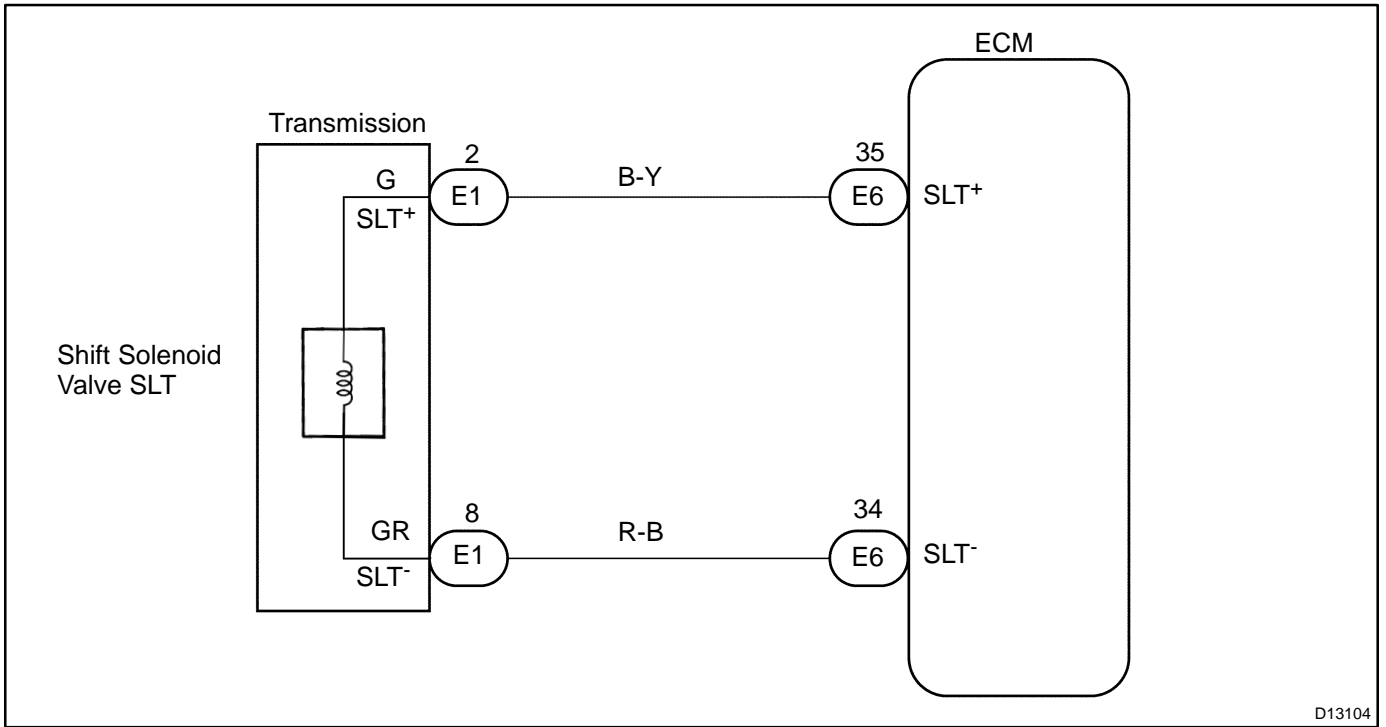 ECM
Transmission
2
35
G
E1
B-Y
E6
SLT+
SLT+
Shift Solenoid
Valve SLT
8
34
GR
E1
R-B
E6
SLT-
SLT-
D13104